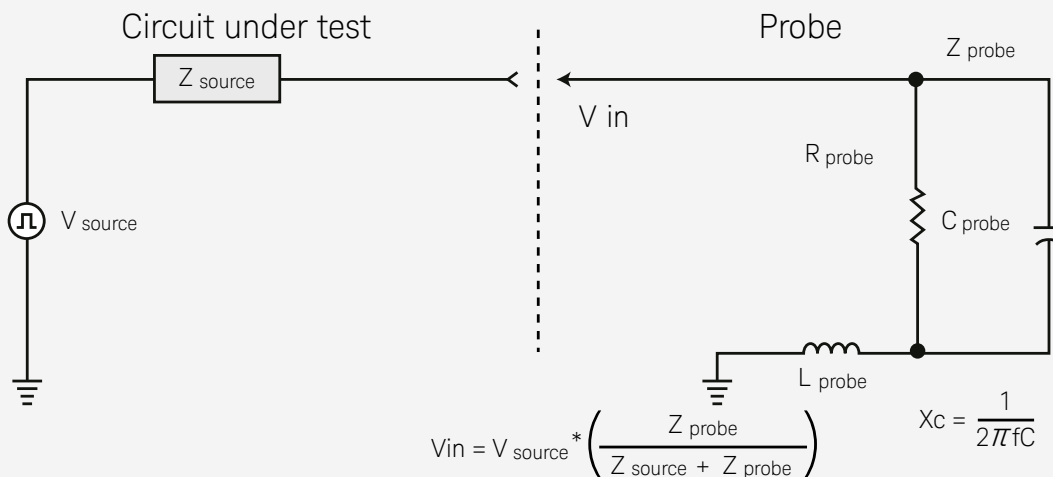 Circuit under test
Probe
Z source
Z probe
V in
R probe
V source
C probe
L probe
Vin = V source * ( Z probe / Z source + Z probe )
Xc = 1 / 2πfC